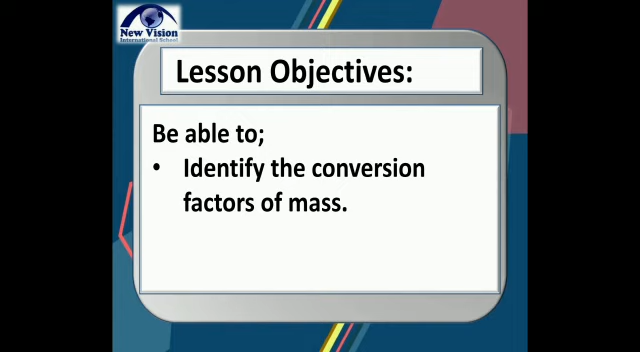 New Vision
International School
Lesson Objectives:
Be able to;
• Identify the conversion
factors of mass.